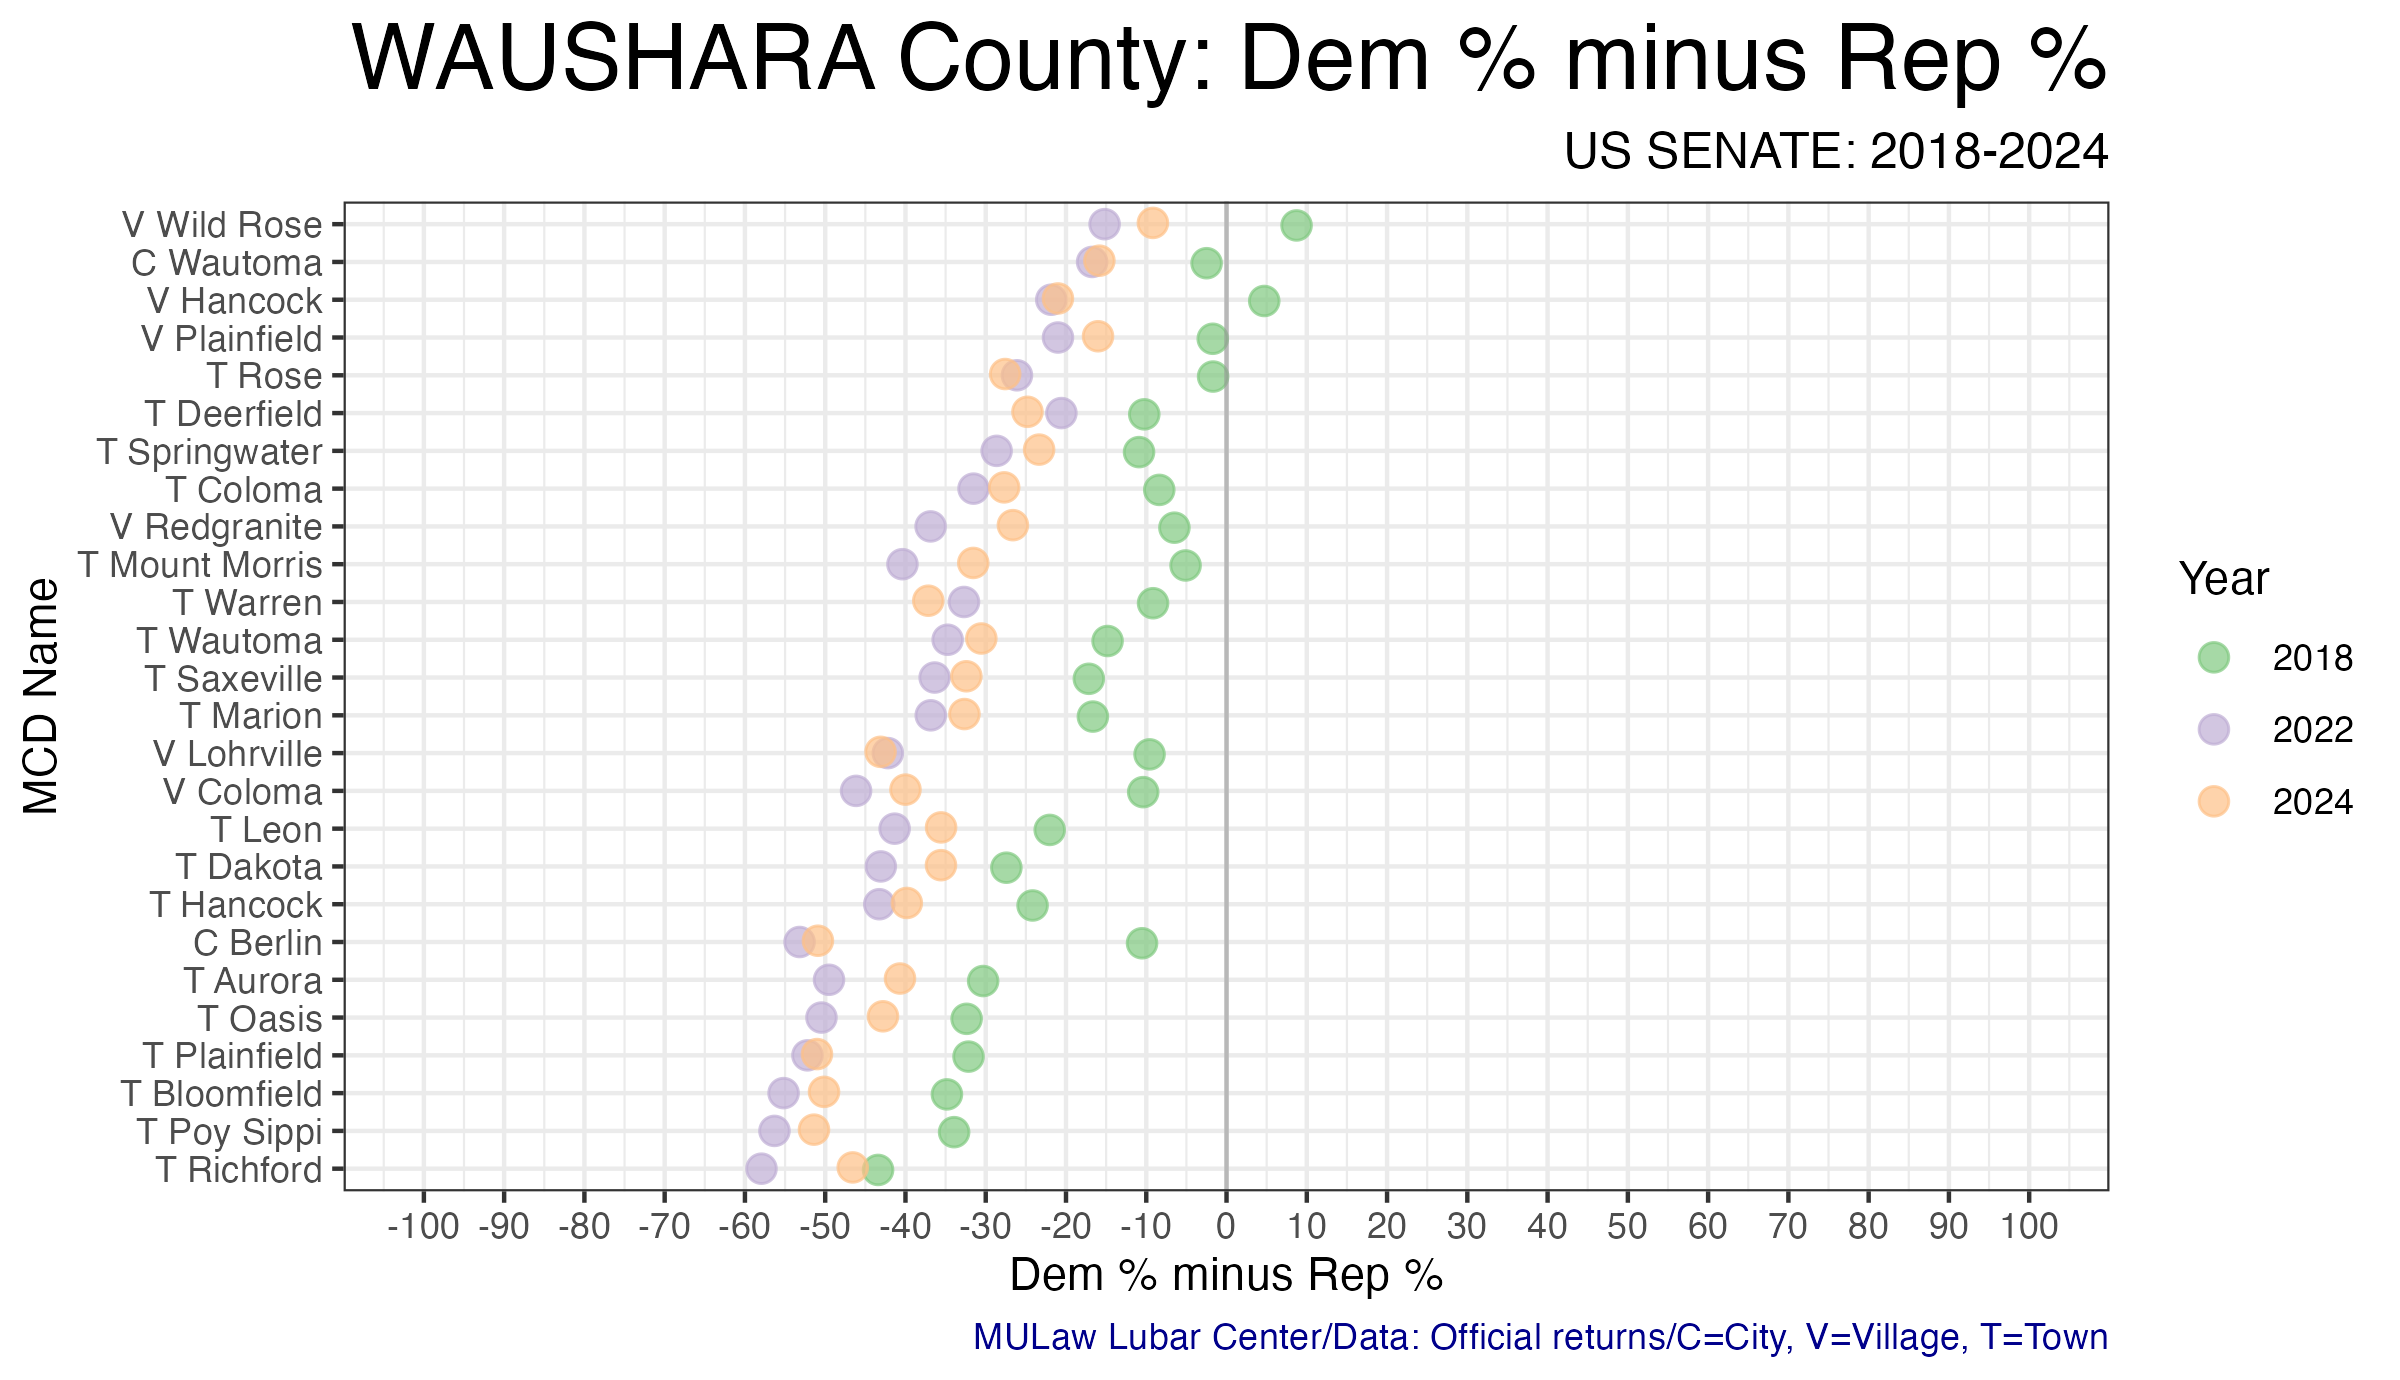 WAUSHARA County: Dem % minus Rep %
US SENATE: 2018-2024
MCD Name
V Wild Rose
C Wautoma
V Hancock
V Plainfield
T Rose
T Deerfield
T Springwater
T Coloma
V Redgranite
T Mount Morris
T Warren
T Wautoma
T Saxeville
T Marion
V Lohrville
V Coloma
T Leon
T Dakota
T Hancock
C Berlin
T Aurora
T Oasis
T Plainfield
T Bloomfield
T Poy Sippi
T Richford
-100 -90 -80 -70 -60 -50 -40 -30 -20 -10 0 10 20 30 40 50 60 70 80 90 100
Dem % minus Rep %
Year
2018
2022
2024
MULaw Lubar Center/Data: Official returns/C=City, V=Village, T=Town